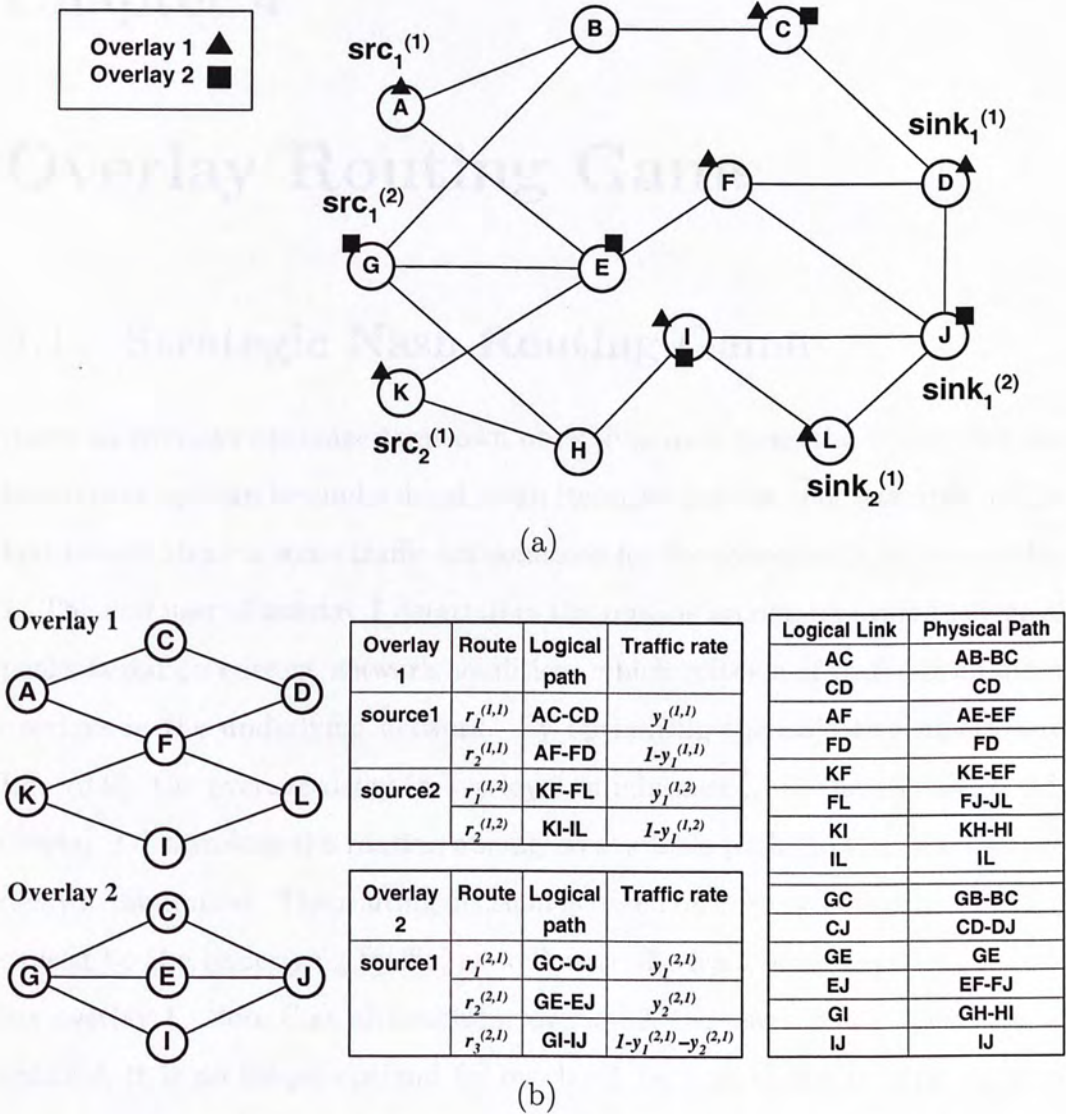 Overlay 1
Overlay 2
Overlay Routing
Strategic Nash Routing
B
C
src₁⁽¹⁾
A
sink₁⁽¹⁾
F
D
src₁⁽²⁾
G
E
I
J
K
sink₁⁽²⁾
src₂⁽¹⁾
H
L
sink₂⁽¹⁾
(a)
Overlay 1
C
A
D
F
K
L
I
Overlay 2
C
G
E
J
I
Overlay 1 Route Logical path Traffic rate
source1 r₁⁽¹,¹⁾ AC-CD y₁⁽¹,¹⁾
r₂⁽¹,¹⁾ AF-FD 1-y₁⁽¹,¹⁾
source2 r₁⁽¹,²⁾ KF-FL y₁⁽¹,²⁾
r₂⁽¹,²⁾ KI-IL 1-y₁⁽¹,²⁾
Overlay 2 Route Logical path Traffic rate
source1 r₁⁽²,¹⁾ GC-CJ y₁⁽²,¹⁾
r₂⁽²,¹⁾ GE-EJ y₂⁽²,¹⁾
r₃⁽²,¹⁾ GI-IJ 1-y₁⁽²,¹⁾-y₂⁽²,¹⁾
Logical Link Physical Path
AC AB-BC
CD CD
AF AE-EF
FD FD
KF KE-EF
FL FJ-JL
KI KH-HI
IL IL
GC GB-BC
CJ CD-DJ
GE GE
EJ EF-FJ
GI GH-HI
IJ IJ
(b)